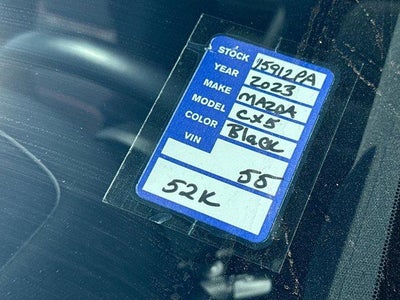 STOCK 15912PA
YEAR 2023
MAKE MAZDA
MODEL CX5
COLOR Black
VIN
55
52K